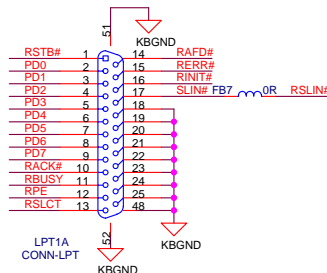 51
KBGND
RSTB# 1 14 RAFD#
PD0 2 15 RERR#
PD1 3 16 RINIT#
PD2 4 17 SLIN# FB7 0R RSLIN#
PD3 5 18
PD4 6 19
PD5 7 20
PD6 8 21
PD7 9 22
RACK# 10 23
RBUSY 11 24
RPE 12 25
RSLCT 13 48
LPT1A
CONN-LPT
52
KBGND
KBGND